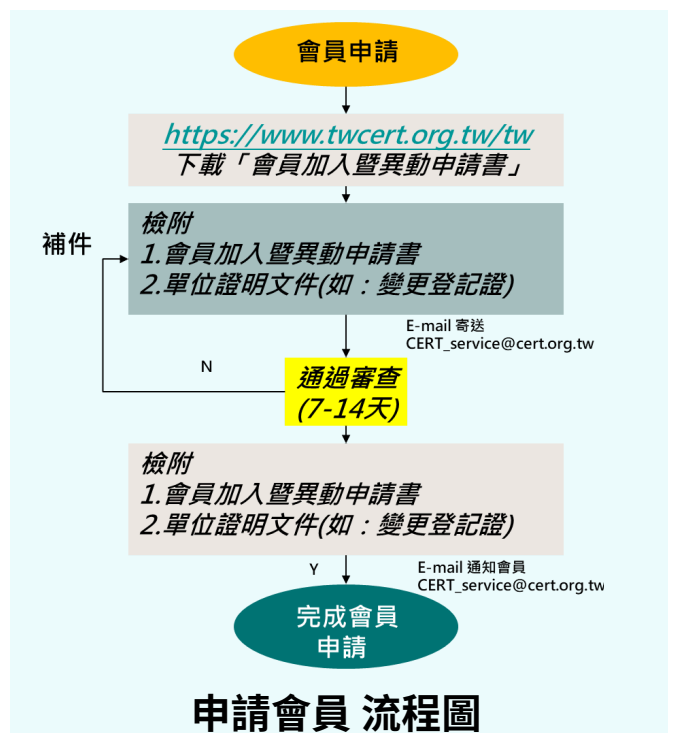 會員申請
https://www.twcert.org.tw/tw
下載「會員加入暨異動申請書」
補件
檢附
1.會員加入暨異動申請書
2.單位證明文件(如：變更登記證)
E-mail 寄送
CERT_service@cert.org.tw
N
通過審查
(7-14天)
檢附
1.會員加入暨異動申請書
2.單位證明文件(如：變更登記證)
Y
E-mail 通知會員
CERT_service@cert.org.tw
完成會員
申請
申請會員 流程圖